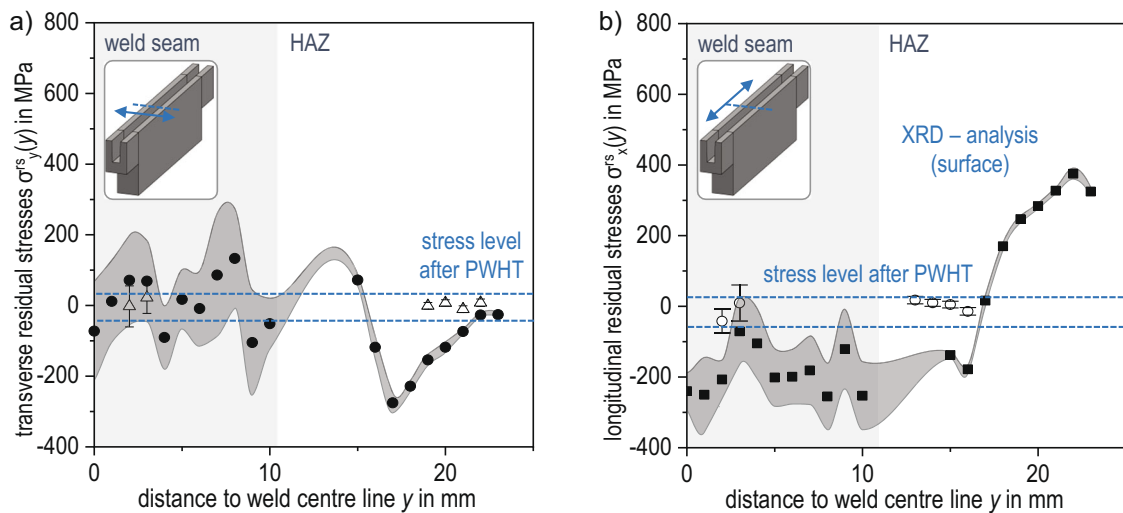 a)
800
600
400
200
0
-200
-400
transverse residual stresses σ^rs_y(y) in MPa
weld seam
HAZ
stress level
after PWHT
0
10
20
distance to weld centre line y in mm
b)
800
600
400
200
0
-200
-400
longitudinal residual stresses σ^rs_x(y) in MPa
weld seam
HAZ
XRD – analysis
(surface)
stress level after PWHT
0
10
20
distance to weld centre line y in mm